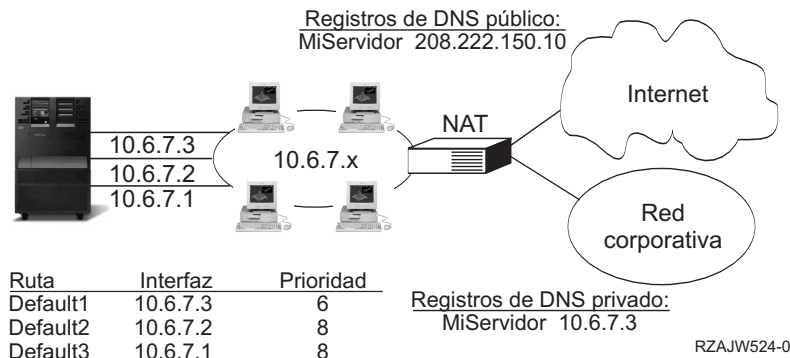 Registros de DNS público:
MiServidor 208.222.150.10
Internet
NAT
10.6.7.3
10.6.7.2
10.6.7.1
10.6.7.x
Red
corporativa
Ruta Interfaz Prioridad
Default1 10.6.7.3 6
Default2 10.6.7.2 8
Default3 10.6.7.1 8
Registros de DNS privado:
MiServidor 10.6.7.3
RZAJW524-0